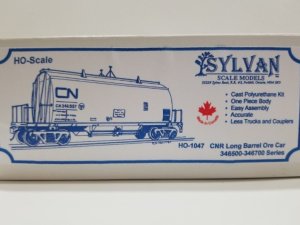 HO-Scale
CN
SYLVAN
SCALE MODELS
• Cast Polyurethane Kit
• One Piece Body
• Easy Assembly
• Accurate
• Less Trucks and Couplers
HO-1047 CNR Long Barrel Ore Car
346500-346700 Series